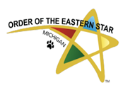 ORDER OF THE EASTERN STAR
MICHIGAN